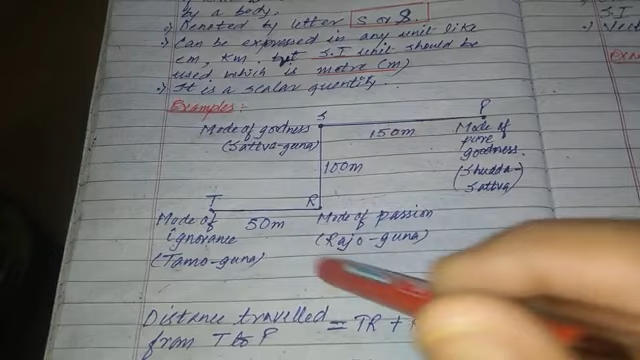 by a body.
.) Denoted by letter S or S.
.) Can be expressed in any unit like
cm, km. but S.I unit should be
used which is metre (m)
.) It is a scalar quantity.
Examples:
S
P
150m
Mode of goodness
(Sattva-guna)
Mode of
pure
goodness.
(Shudda-
Sattva)
100m
T
R
50m
Mode of
ignorance
(Tamo-guna)
Mode of passion
(Rajo-guna)
Distance travelled
from T to P
= TR +
S.I